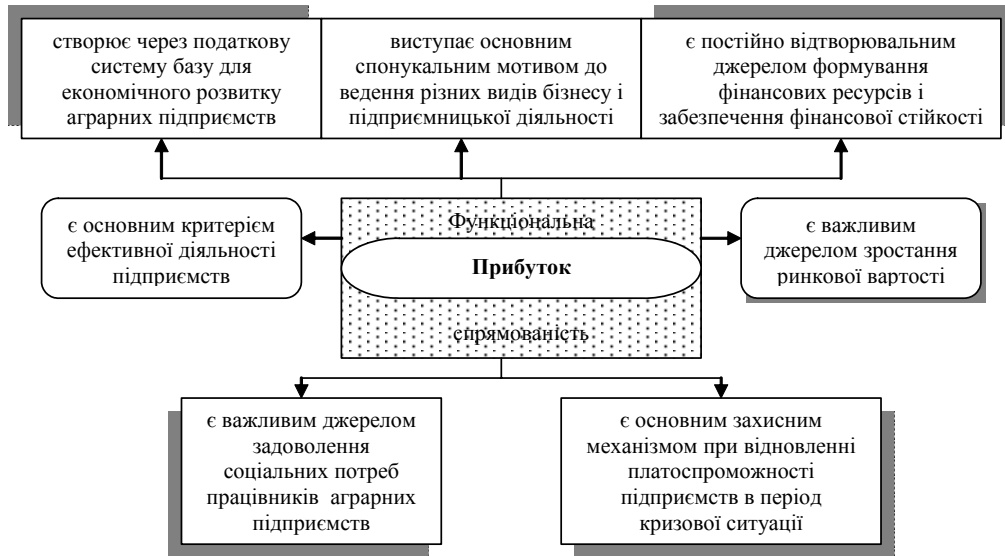 створює через податкову
систему базу для
економічного розвитку
аграрних підприємств
виступає основним
спонукальним мотивом до
ведення різних видів бізнесу і
підприємницької діяльності
є постійно відтворювальним
джерелом формування
фінансових ресурсів і
забезпечення фінансової стійкості
є основним критерієм
ефективної діяльності
підприємств
Функціональна
Прибуток
спрямованість
є важливим
джерелом зростання
ринкової вартості
є важливим джерелом
задоволення
соціальних потреб
працівників аграрних
підприємств
є основним захисним
механізмом при відновленні
платоспроможності
підприємств в період
кризової ситуації